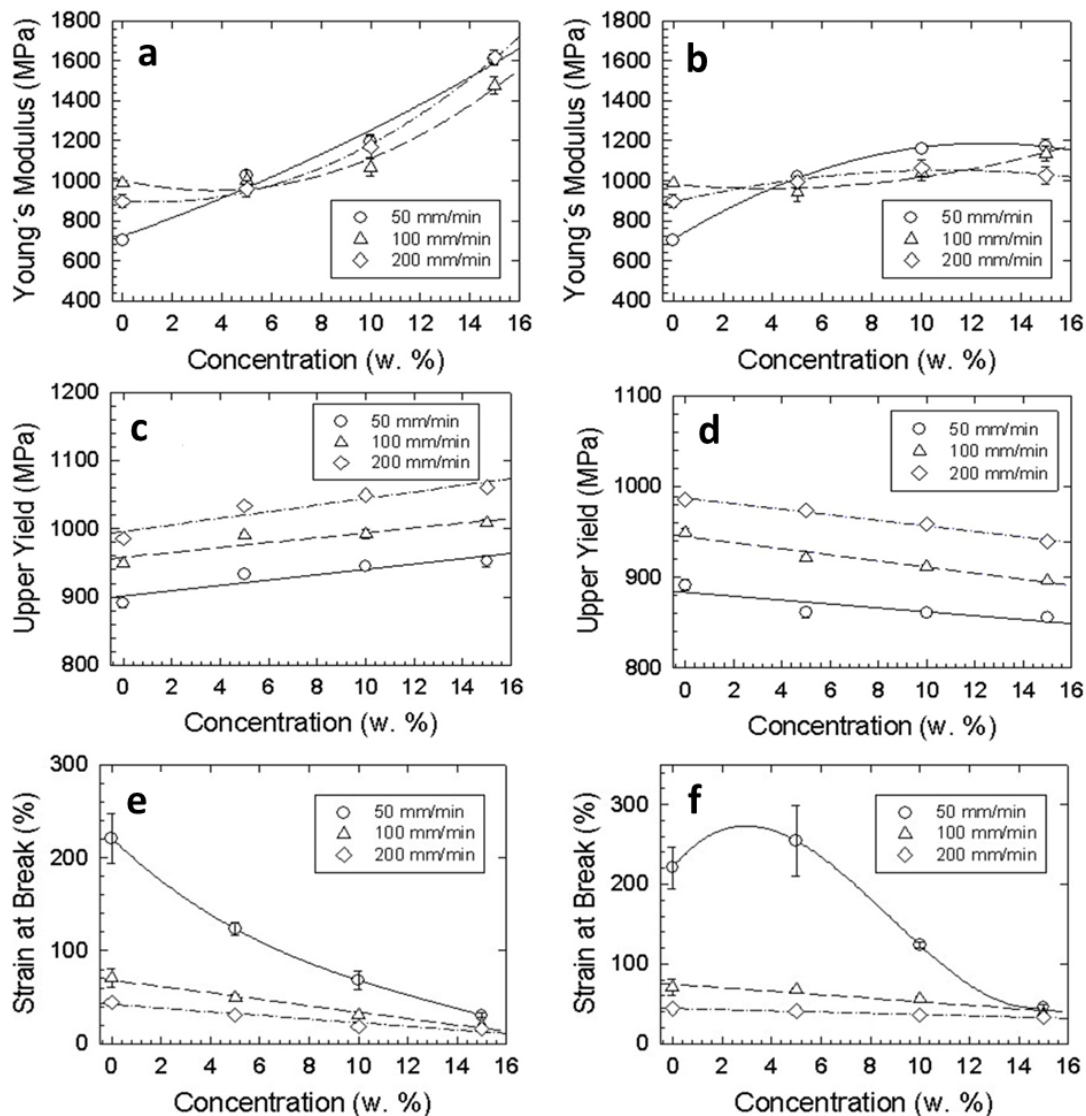 a
Young´s Modulus (MPa)
1800
1600
1400
1200
1000
800
600
400
50 mm/min
100 mm/min
200 mm/min
0 2 4 6 8 10 12 14 16
Concentration (w. %)
b
Young´s Modulus (MPa)
1800
1600
1400
1200
1000
800
600
400
50 mm/min
100 mm/min
200 mm/min
0 2 4 6 8 10 12 14 16
Concentration (w. %)
c
Upper Yield (MPa)
1200
1100
1000
900
800
50 mm/min
100 mm/min
200 mm/min
0 2 4 6 8 10 12 14 16
Concentration (w. %)
d
Upper Yield (MPa)
1100
1000
900
800
50 mm/min
100 mm/min
200 mm/min
0 2 4 6 8 10 12 14 16
Concentration (w. %)
e
Strain at Break (%)
300
200
100
0
50 mm/min
100 mm/min
200 mm/min
0 2 4 6 8 10 12 14 16
Concentration (w. %)
f
Strain at Break (%)
300
200
100
0
50 mm/min
100 mm/min
200 mm/min
0 2 4 6 8 10 12 14 16
Concentration (w. %)